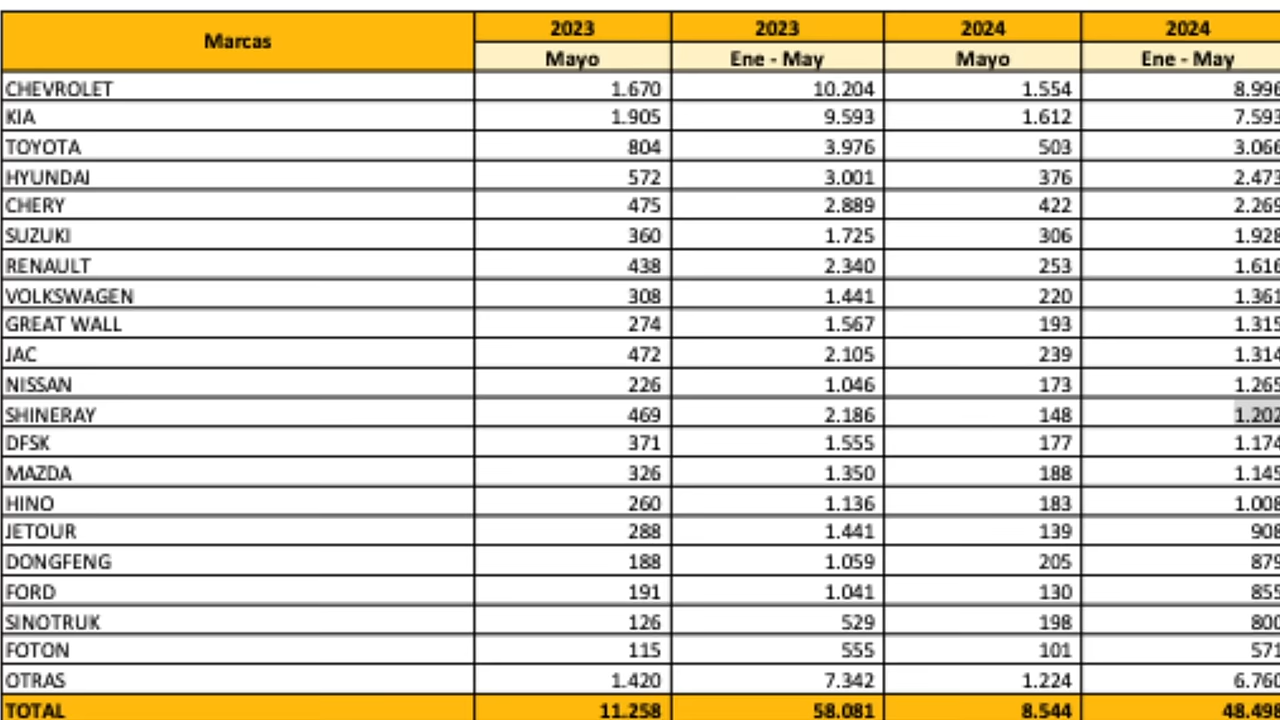 Marcas 2023 2023 2024 2024
Mayo Ene - May Mayo Ene - May
CHEVROLET 1.670 10.204 1.554 8.996
KIA 1.905 9.593 1.612 7.593
TOYOTA 804 3.976 503 3.066
HYUNDAI 572 3.001 376 2.473
CHERY 475 2.889 422 2.269
SUZUKI 360 1.725 306 1.928
RENAULT 438 2.340 253 1.616
VOLKSWAGEN 308 1.441 220 1.361
GREAT WALL 274 1.567 193 1.315
JAC 472 2.105 239 1.314
NISSAN 226 1.046 173 1.265
SHINERAY 469 2.186 148 1.202
DFSK 371 1.555 177 1.174
MAZDA 326 1.350 188 1.145
HINO 260 1.136 183 1.008
JETOUR 288 1.441 139 908
DONGFENG 188 1.059 205 879
FORD 191 1.041 130 855
SINOTRUK 126 529 198 800
FOTON 115 555 101 571
OTRAS 1.420 7.342 1.224 6.760
TOTAL 11.258 58.081 8.544 48.498